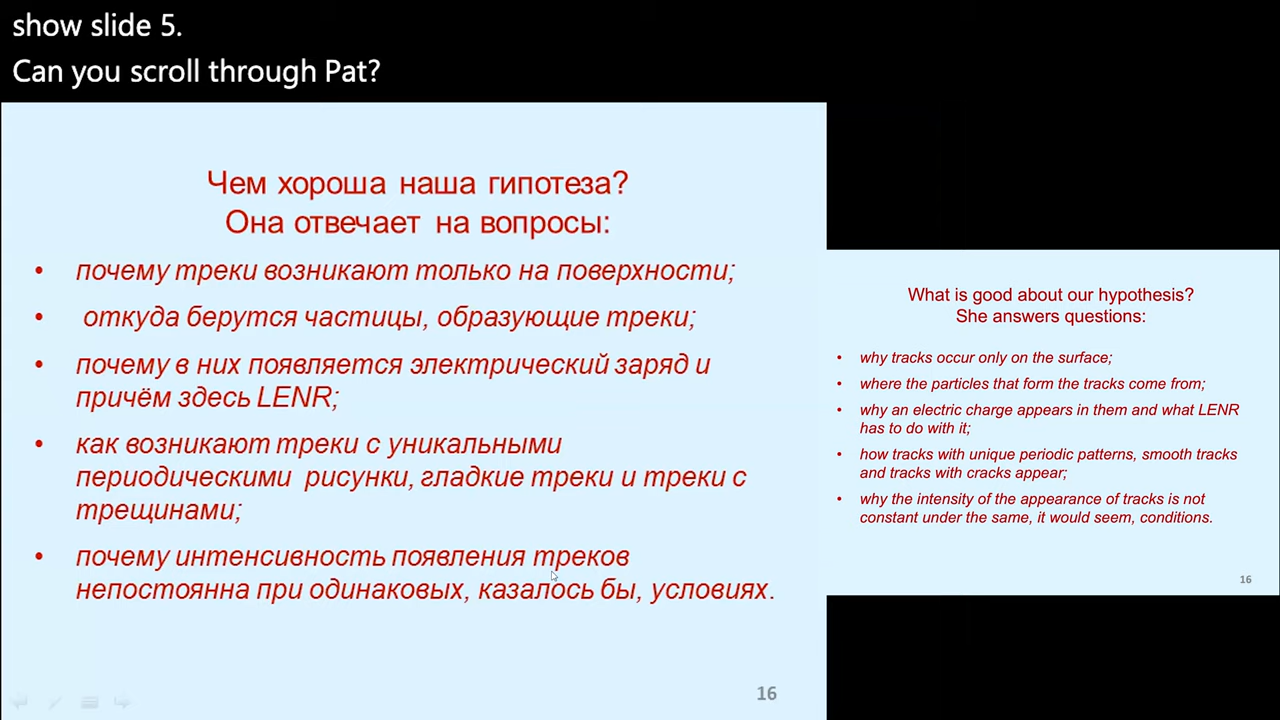 show slide 5.
Can you scroll through Pat?
Чем хороша наша гипотеза?
Она отвечает на вопросы:
• почему треки возникают только на поверхности;
• откуда берутся частицы, образующие треки;
• почему в них появляется электрический заряд и
причём здесь LENR;
• как возникают треки с уникальными
периодическими рисунки, гладкие треки и треки с
трещинами;
• почему интенсивность появления треков
непостоянна при одинаковых, казалось бы, условиях.
16
What is good about our hypothesis?
She answers questions:
• why tracks occur only on the surface;
• where the particles that form the tracks come from;
• why an electric charge appears in them and what LENR
has to do with it;
• how tracks with unique periodic patterns, smooth tracks
and tracks with cracks appear;
• why the intensity of the appearance of tracks is not
constant under the same, it would seem, conditions.
16